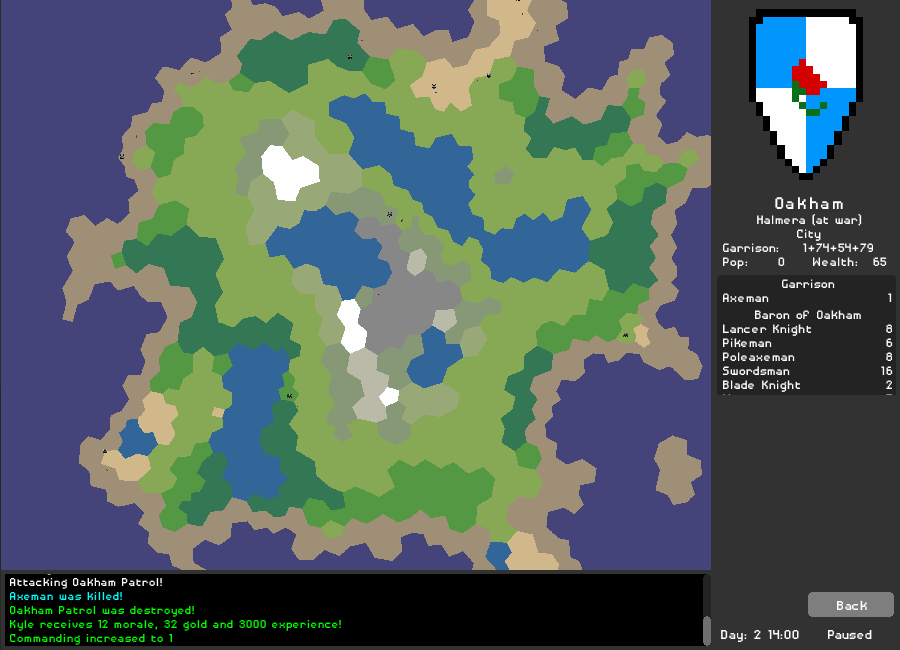 Oakham
Halmera (at war)
City
Garrison: 1+74+54+79
Pop: 0 Wealth: 65
Garrison
Axeman 1
Baron of Oakham
Lancer Knight 8
Pikeman 6
Poleaxeman 8
Swordsman 16
Blade Knight 2
Attacking Oakham Patrol!
Axeman was killed!
Oakham Patrol was destroyed!
Kyle receives 12 morale, 32 gold and 3000 experience!
Commanding increased to 1
Back
Day: 2 14:00 Paused